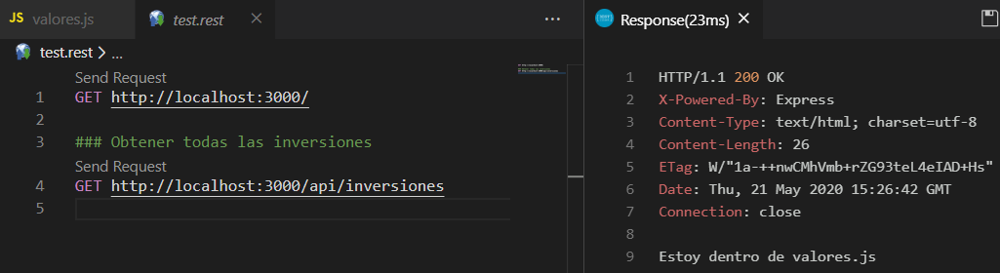 JS valores.js
test.rest
...
test.rest > ...
Send Request
1 GET http://localhost:3000/
2
3 ### Obtener todas las inversiones
Send Request
4 GET http://localhost:3000/api/inversiones
5
Response(23ms)
1 HTTP/1.1 200 OK
2 X-Powered-By: Express
3 Content-Type: text/html; charset=utf-8
4 Content-Length: 26
5 ETag: W/"1a-++nwCMhVmb+rZG93teL4eIAD+Hs"
6 Date: Thu, 21 May 2020 15:26:42 GMT
7 Connection: close
8
9 Estoy dentro de valores.js